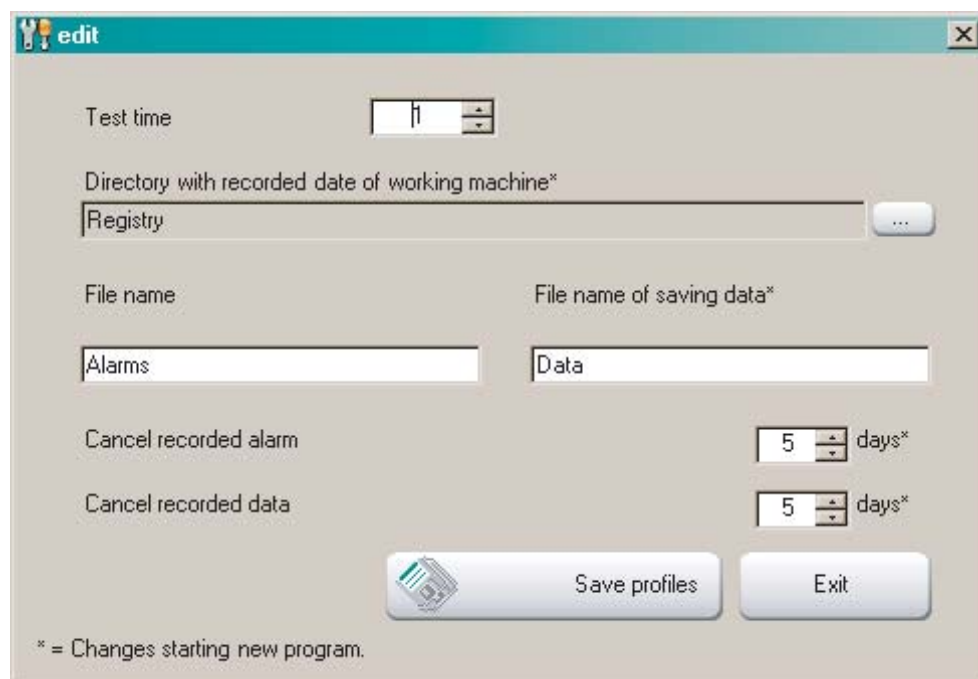 edit
Test time 1
Directory with recorded date of working machine*
Registry ...
File name File name of saving data*
Alarms Data
Cancel recorded alarm 5 days*
Cancel recorded data 5 days*
Save profiles Exit
* = Changes starting new program.